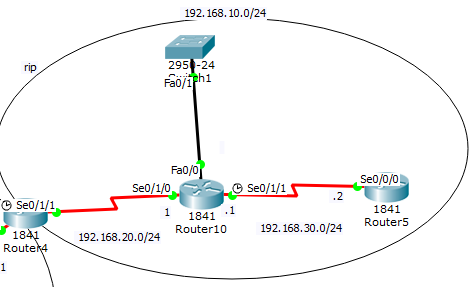 192.168.10.0/24
rip
2950-24
Switch1
Fa0/1
Fa0/0
Se0/1/0
Se0/1/1
Se0/0/0
Se0/1/1
1
.1
.2
1841
Router10
1841
Router5
1841
Router4
192.168.20.0/24
192.168.30.0/24
1